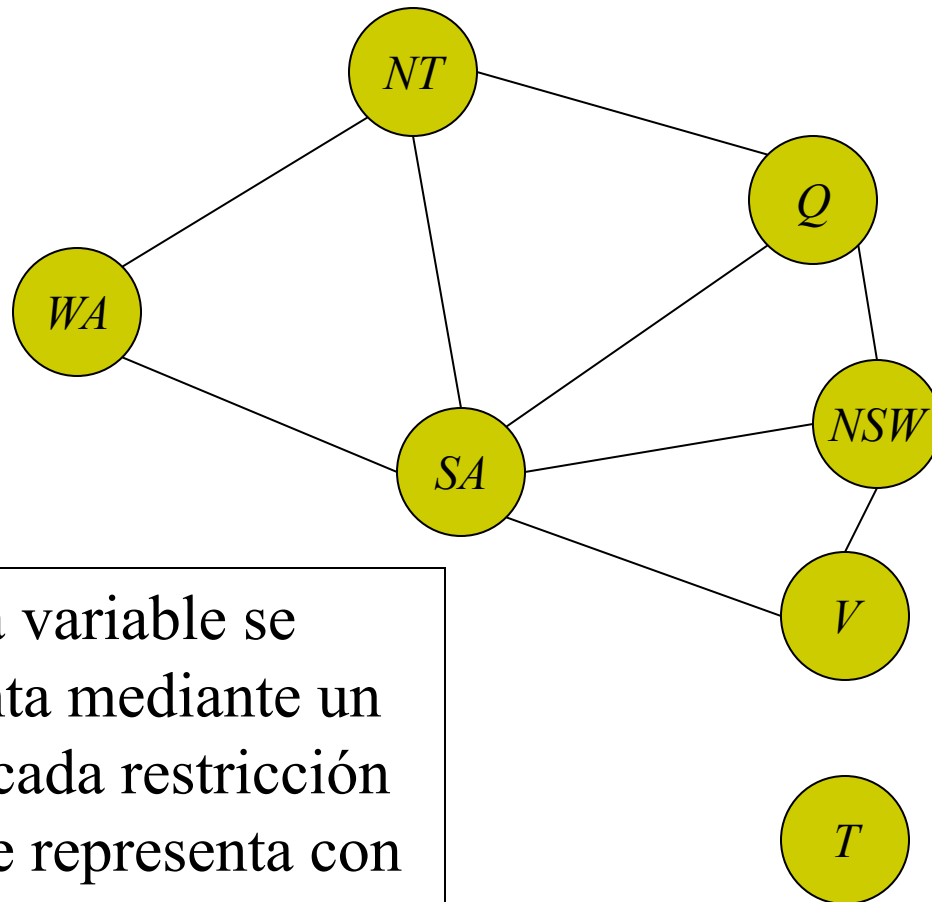 NT
Q
WA
NSW
SA
variable se
mediante un
cada restricción
representa con
V
T